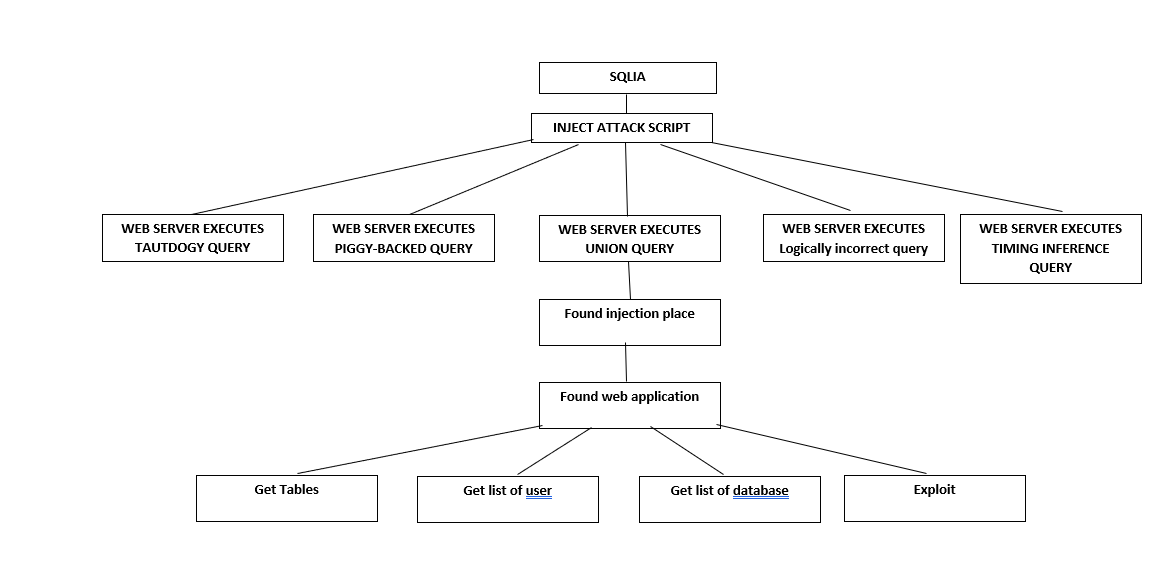 SQLIA
INJECT ATTACK SCRIPT
WEB SERVER EXECUTES
TAUTDOGY QUERY
WEB SERVER EXECUTES
PIGGY-BACKED QUERY
WEB SERVER EXECUTES
UNION QUERY
WEB SERVER EXECUTES
Logically incorrect query
WEB SERVER EXECUTES
TIMING INFERENCE
QUERY
Found injection place
Found web application
Get Tables
Get list of user
Get list of database
Exploit